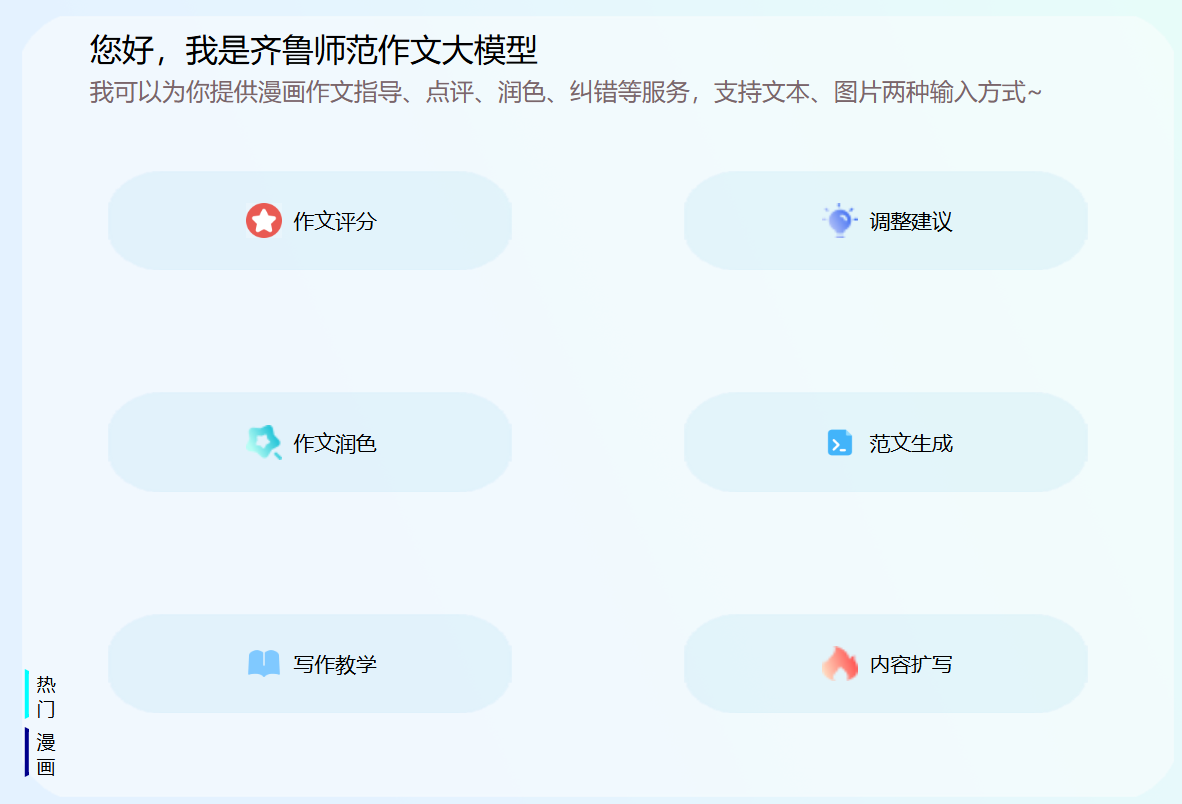 您好，我是齐鲁师范作文大模型
我可以为你提供漫画作文指导、点评、润色、纠错等服务，支持文本、图片两种输入方式~
作文评分
调整建议
作文润色
范文生成
写作教学
内容扩写
热
门
漫
画